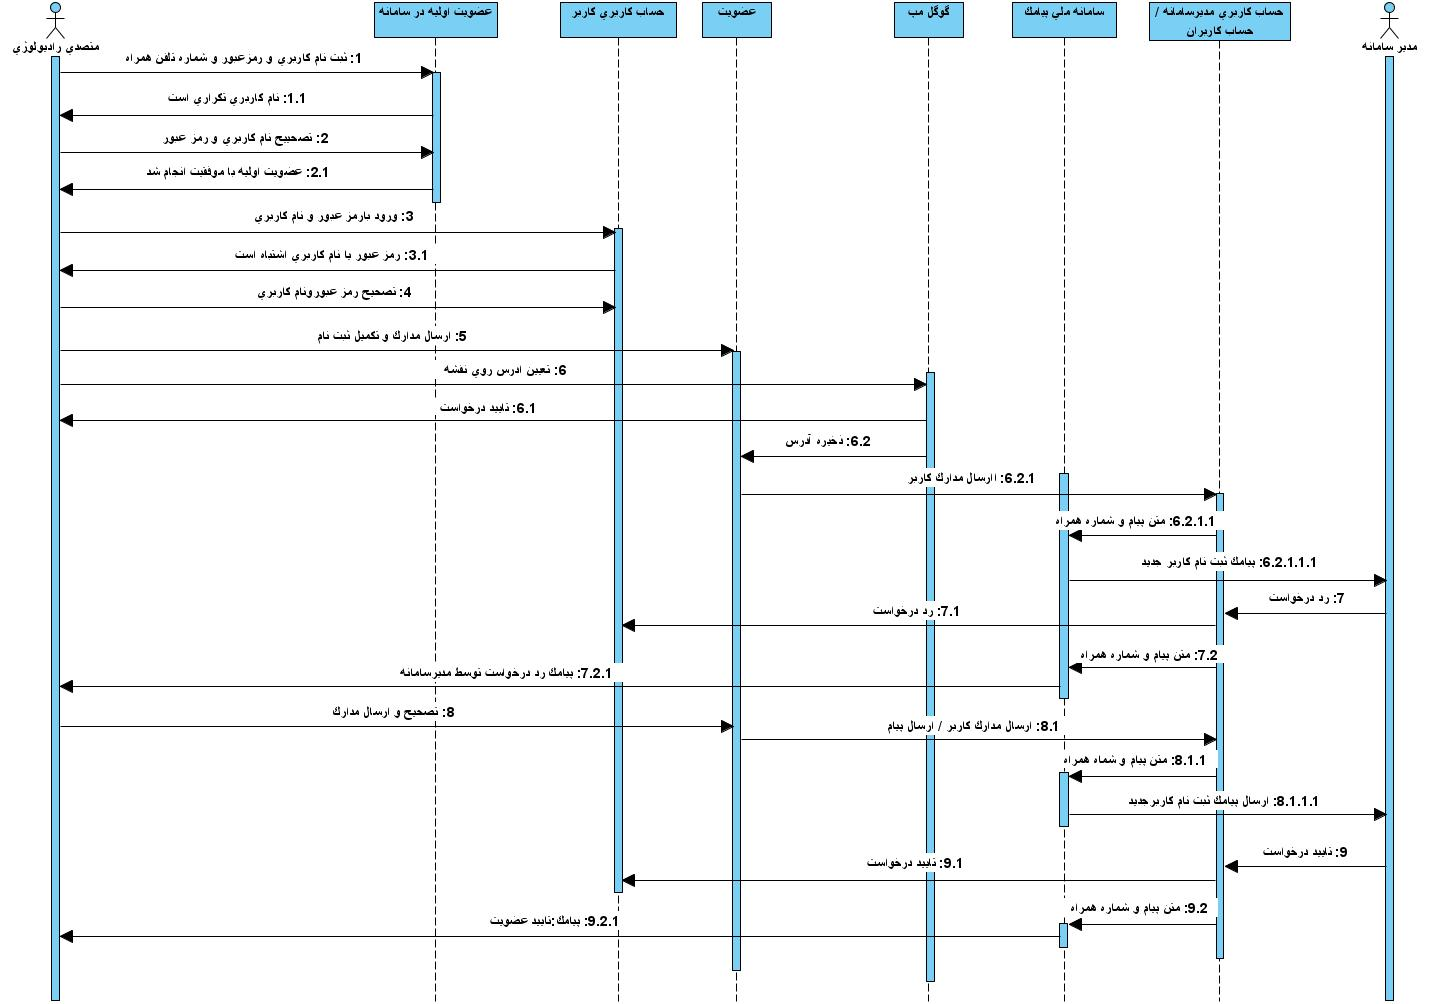 متصدي راديولوژي
عضويت اوليه در سامانه
حساب كاربري كاربر
عضويت
گوگل مپ
سامانه ملي پيامك
حساب كاربري مديرسامانه /
حساب كاربران
مدير سامانه
1: ثبت نام كاربري و رمزعبور و شماره تلفن همراه
1.1: نام كاربري تكراري است
2: تصحيح نام كاربري و رمز عبور
2.1: عضويت اوليه با موفقيت انجام شد
3: ورود بارمز عبور و نام كاربري
3.1: رمز عبور يا نام كاربري اشتباه است
4: تصحيح رمز عبورونام كاربري
5: ارسال مدارك و تكميل ثبت نام
6: تعيين ادرس روي نقشه
6.1: تاييد درخواست
6.2: ذخيره آدرس
6.2.1: اارسال مدارك كاربر
6.2.1.1: متن پيام و شماره همراه
6.2.1.1.1: پيامك ثبت نام كاربر جديد
7: رد درخواست
7.1: رد درخواست
7.2: متن پيام و شماره همراه
7.2.1: پيامك رد درخواست توسط مديرسامانه
8: تصحيح و ارسال مدارك
8.1: ارسال مدارك كاربر / ارسال پيام
8.1.1: متن پيام و شماه همراه
8.1.1.1: ارسال پيامك ثبت نام كاربرجديد
9: تاييد درخواست
9.1: تاييد درخواست
9.2: متن پيام و شماره همراه
9.2.1: پيامك:تاييد عضويت